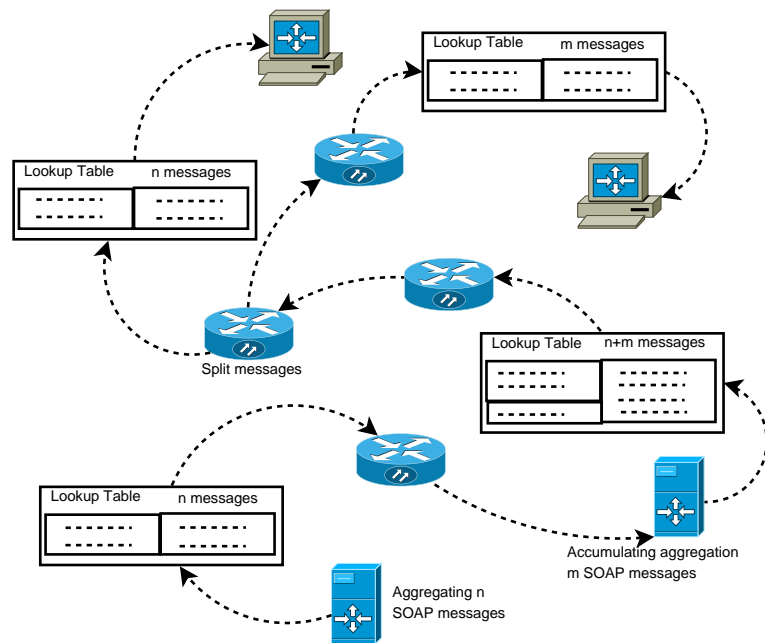 Lookup Table m messages
Lookup Table n messages
Lookup Table n+m messages
Split messages
Lookup Table n messages
Accumulating aggregation
m SOAP messages
Aggregating n
SOAP messages